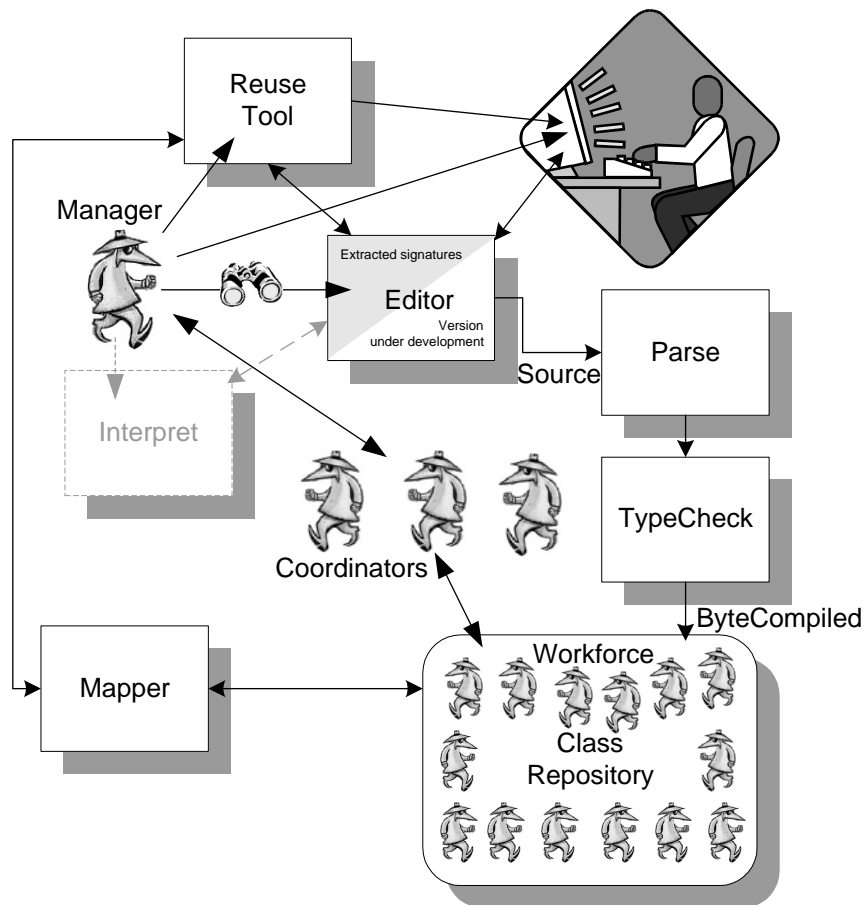 Reuse
Tool
Manager
Extracted signatures
Editor
Version
under development
Source
Parse
Interpret
TypeCheck
Coordinators
ByteCompiled
Workforce
Mapper
Class
Repository